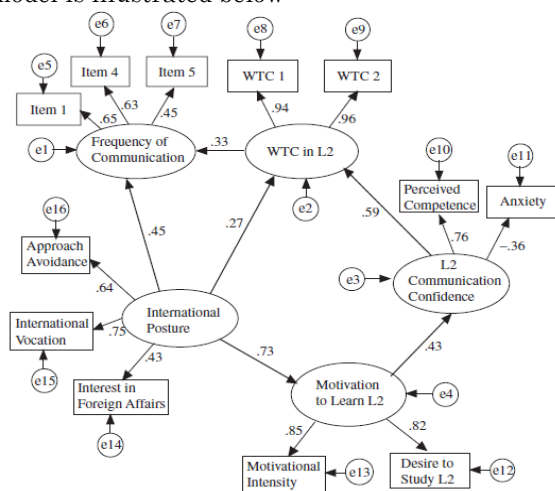 model is illustrated below
e6
e7
e8
e9
e5
Item 4
Item 5
WTC 1
WTC 2
Item 1
.63
.45
.94
.96
.65
e1
Frequency of
Communication
.33
WTC in L2
e10
e11
e2
Perceived
Competence
Anxiety
e16
.27
.59
.76
-.36
Approach
Avoidance
.45
e3
L2
Communication
Confidence
.64
International
Vocation
.75
International
Posture
.43
.73
.43
e15
Interest in
Foreign Affairs
Motivation
to Learn L2
e4
e14
.85
.82
Motivational
Intensity
e13
Desire to
Study L2
e12